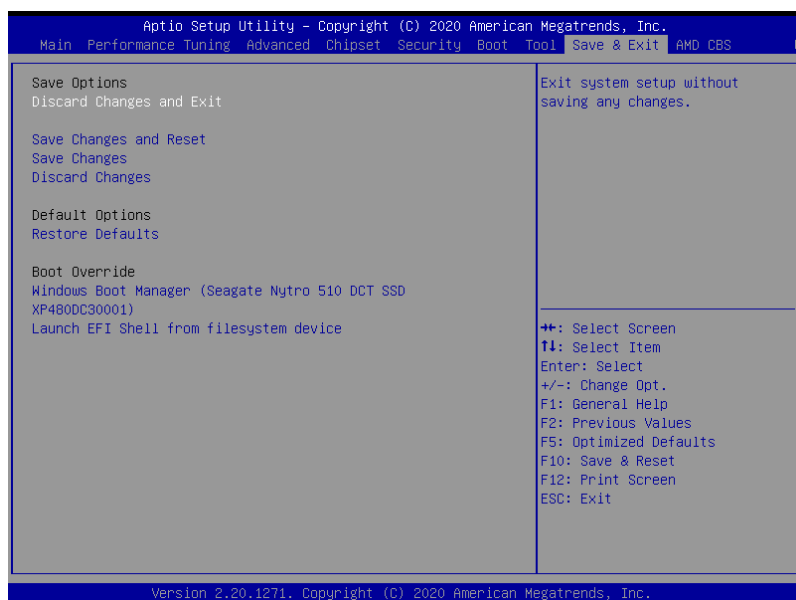 Aptio Setup Utility – Copyright (C) 2020 American Megatrends, Inc.
Main Performance Tuning Advanced Chipset Security Boot Tool Save & Exit AMD CBS
Save Options
Discard Changes and Exit
Save Changes and Reset
Save Changes
Discard Changes
Default Options
Restore Defaults
Boot Override
Windows Boot Manager (Seagate Nytro 510 DCT SSD
XP480DC30001)
Launch EFI Shell from filesystem device
Exit system setup without
saving any changes.
→←: Select Screen
↑↓: Select Item
Enter: Select
+/-: Change Opt.
F1: General Help
F2: Previous Values
F5: Optimized Defaults
F10: Save & Reset
F12: Print Screen
ESC: Exit
Version 2.20.1271. Copyright (C) 2020 American Megatrends, Inc.